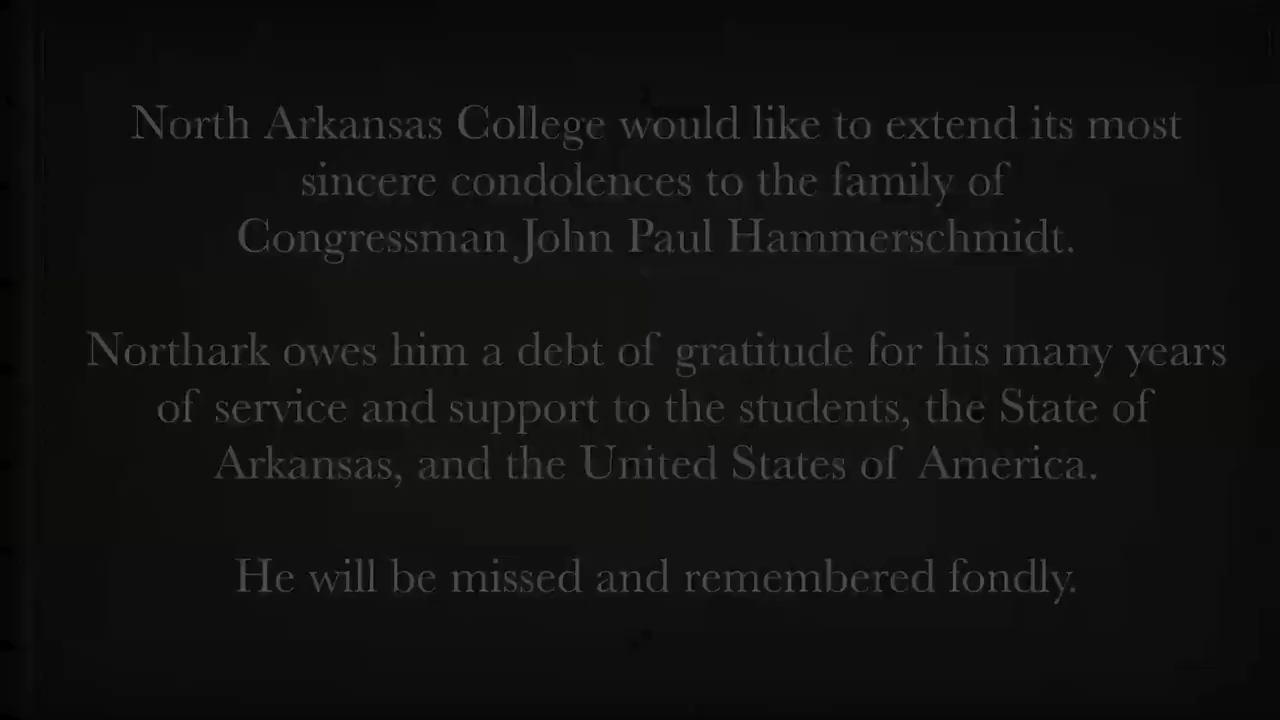 North Arkansas College would like to extend its most
sincere condolences to the family of
Congressman John Paul Hammerschmidt.
Northark owes him a debt of gratitude for his many years
of service and support to the students, the State of
Arkansas, and the United States of America.
He will be missed and remembered fondly.